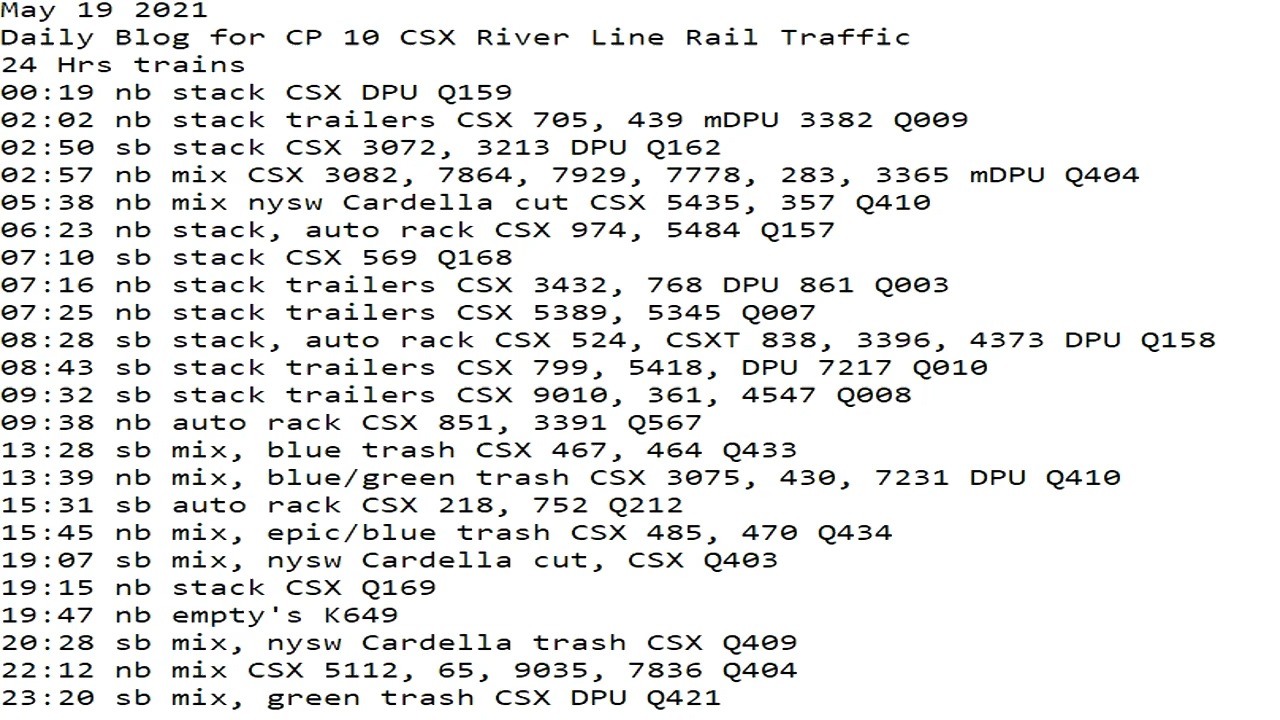 May 19 2021
Daily Blog for CP 10 CSX River Line Rail Traffic
24 Hrs trains
00:19 nb stack CSX DPU Q159
02:02 nb stack trailers CSX 705, 439 mDPU 3382 Q009
02:50 sb stack CSX 3072, 3213 DPU Q162
02:57 nb mix CSX 3082, 7864, 7929, 7778, 283, 3365 mDPU Q404
05:38 nb mix nysw Cardella cut CSX 5435, 357 Q410
06:23 nb stack, auto rack CSX 974, 5484 Q157
07:10 sb stack CSX 569 Q168
07:16 nb stack trailers CSX 3432, 768 DPU 861 Q003
07:25 nb stack trailers CSX 5389, 5345 Q007
08:28 sb stack, auto rack CSX 524, CSXT 838, 3396, 4373 DPU Q158
08:43 sb stack trailers CSX 799, 5418, DPU 7217 Q010
09:32 sb stack trailers CSX 9010, 361, 4547 Q008
09:38 nb auto rack CSX 851, 3391 Q567
13:28 sb mix, blue trash CSX 467, 464 Q433
13:39 nb mix, blue/green trash CSX 3075, 430, 7231 DPU Q410
15:31 sb auto rack CSX 218, 752 Q212
15:45 nb mix, epic/blue trash CSX 485, 470 Q434
19:07 sb mix, nysw Cardella cut, CSX Q403
19:15 nb stack CSX Q169
19:47 nb empty's K649
20:28 sb mix, nysw Cardella trash CSX Q409
22:12 nb mix CSX 5112, 65, 9035, 7836 Q404
23:20 sb mix, green trash CSX DPU Q421